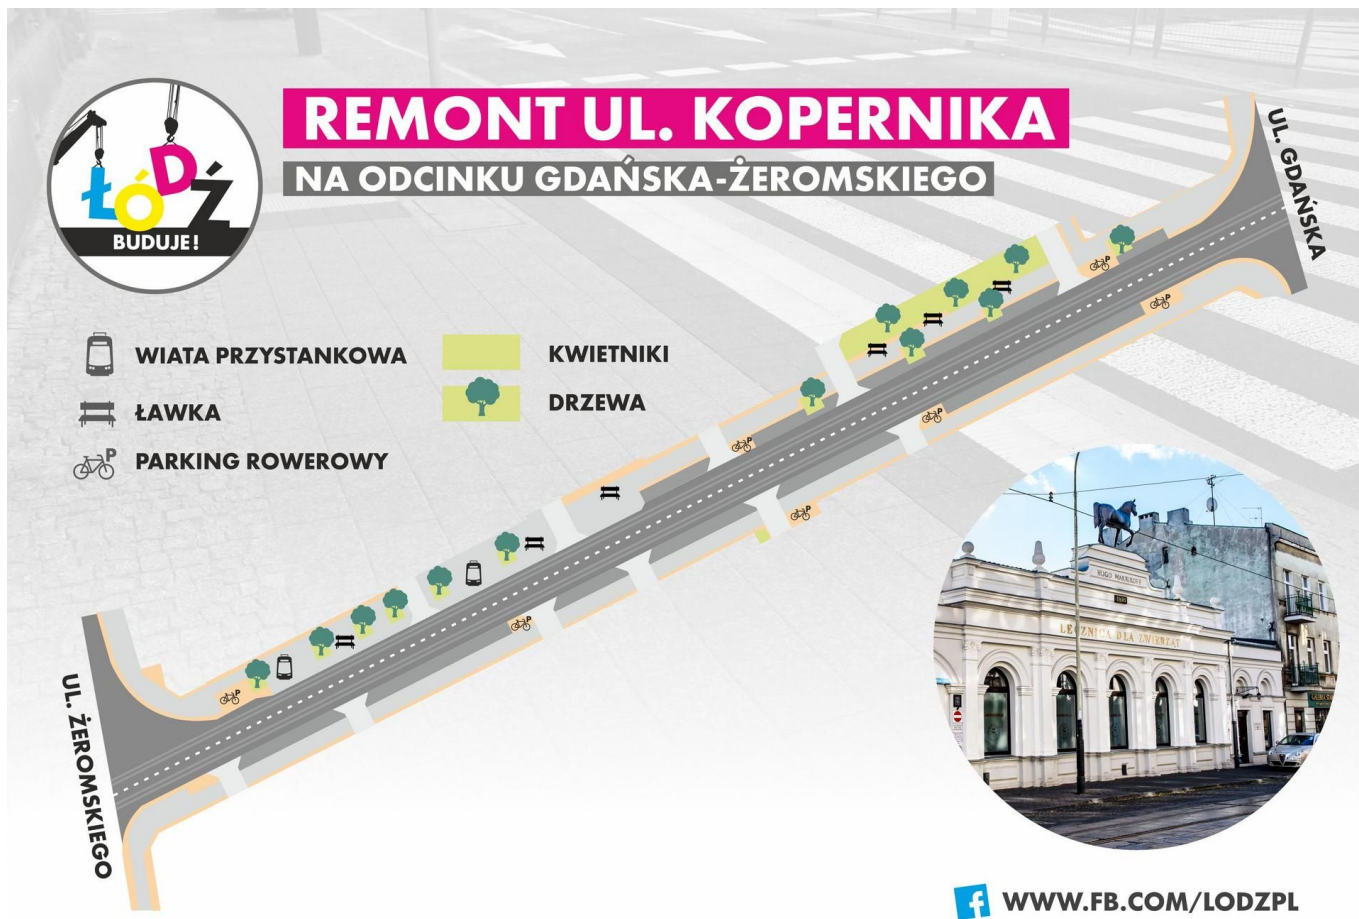 REMONT UL. KOPERNIKA
NA ODCINKU GDAŃSKA-ŻEROMSKIEGO
ŁÓDŹ
BUDUJE!
UL. GDAŃSKA
WIATA PRZYSTANKOWA
ŁAWKA
P
PARKING ROWEROWY
KWIETNIKI
DRZEWA
P
P
P
P
P
P
P
UL. ŻEROMSKIEGO
LECZNICA DLA ZWIERZĄT
WWW.FB.COM/LODZPL